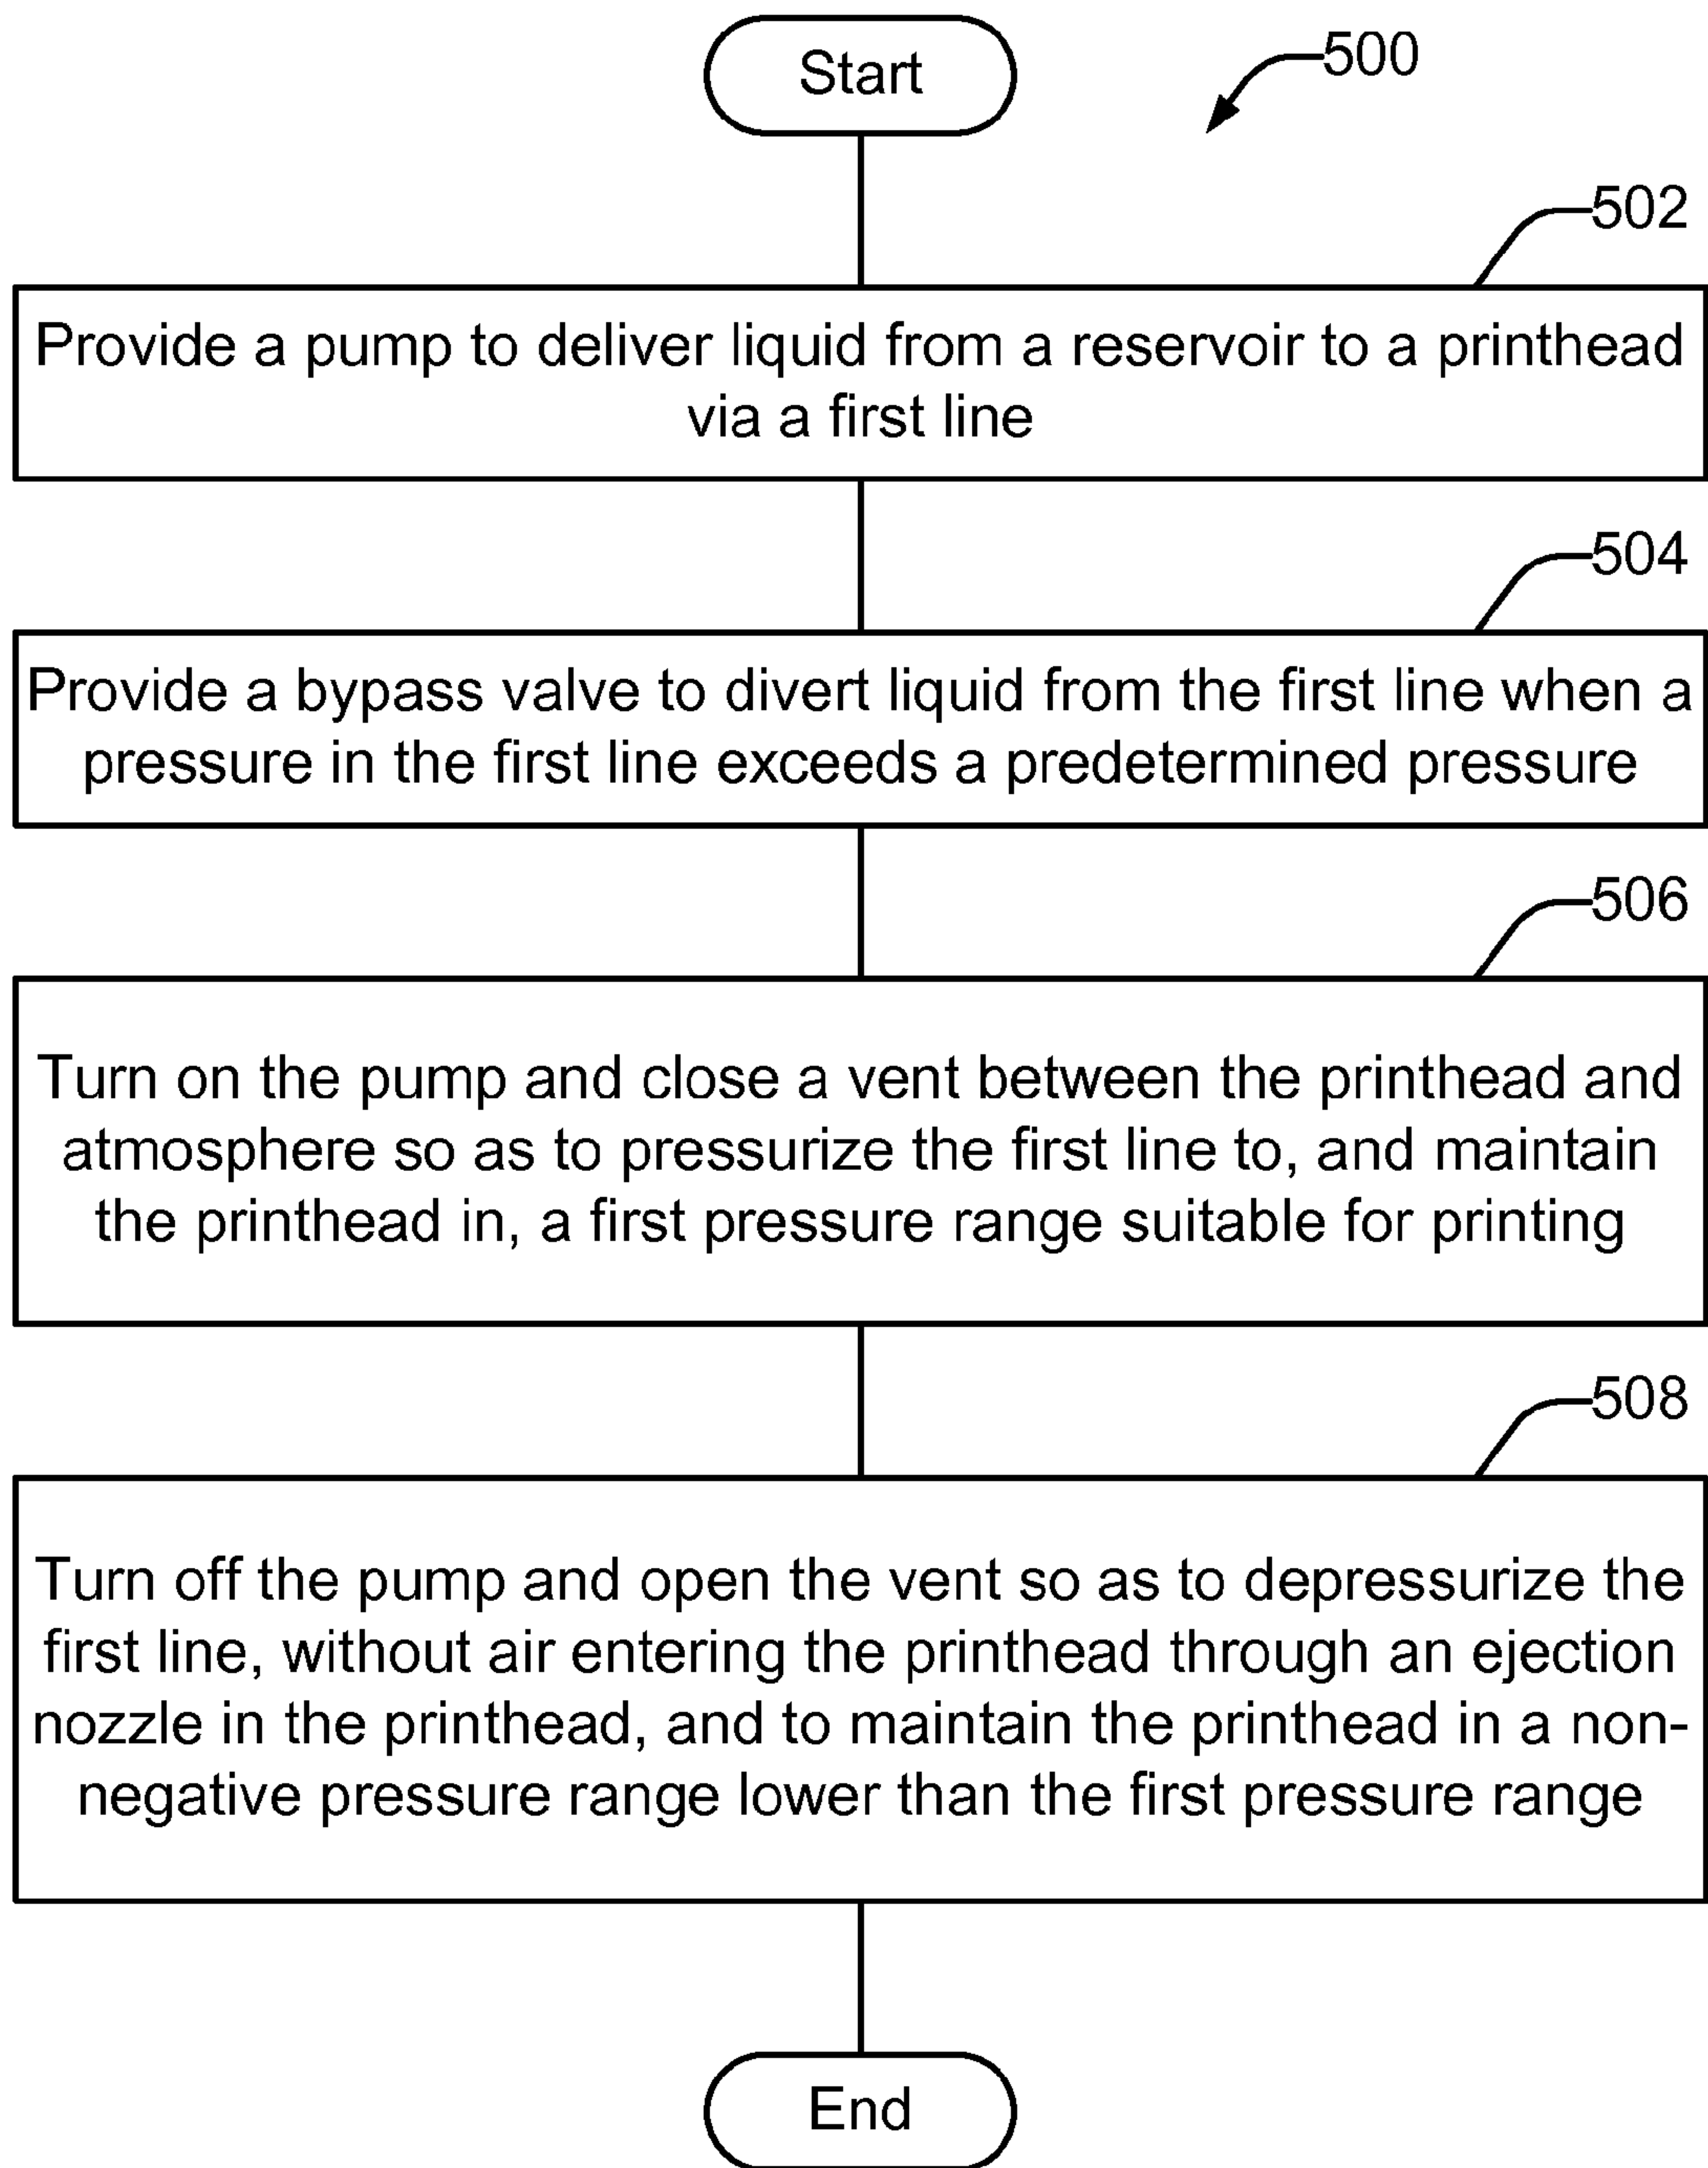 Start
500
502
Provide a pump to deliver liquid from a reservoir to a printhead
via a first line
504
Provide a bypass valve to divert liquid from the first line when a
pressure in the first line exceeds a predetermined pressure
506
Turn on the pump and close a vent between the printhead and
atmosphere so as to pressurize the first line to, and maintain
the printhead in, a first pressure range suitable for printing
508
Turn off the pump and open the vent so as to depressurize the
first line, without air entering the printhead through an ejection
nozzle in the printhead, and to maintain the printhead in a non-
negative pressure range lower than the first pressure range
End